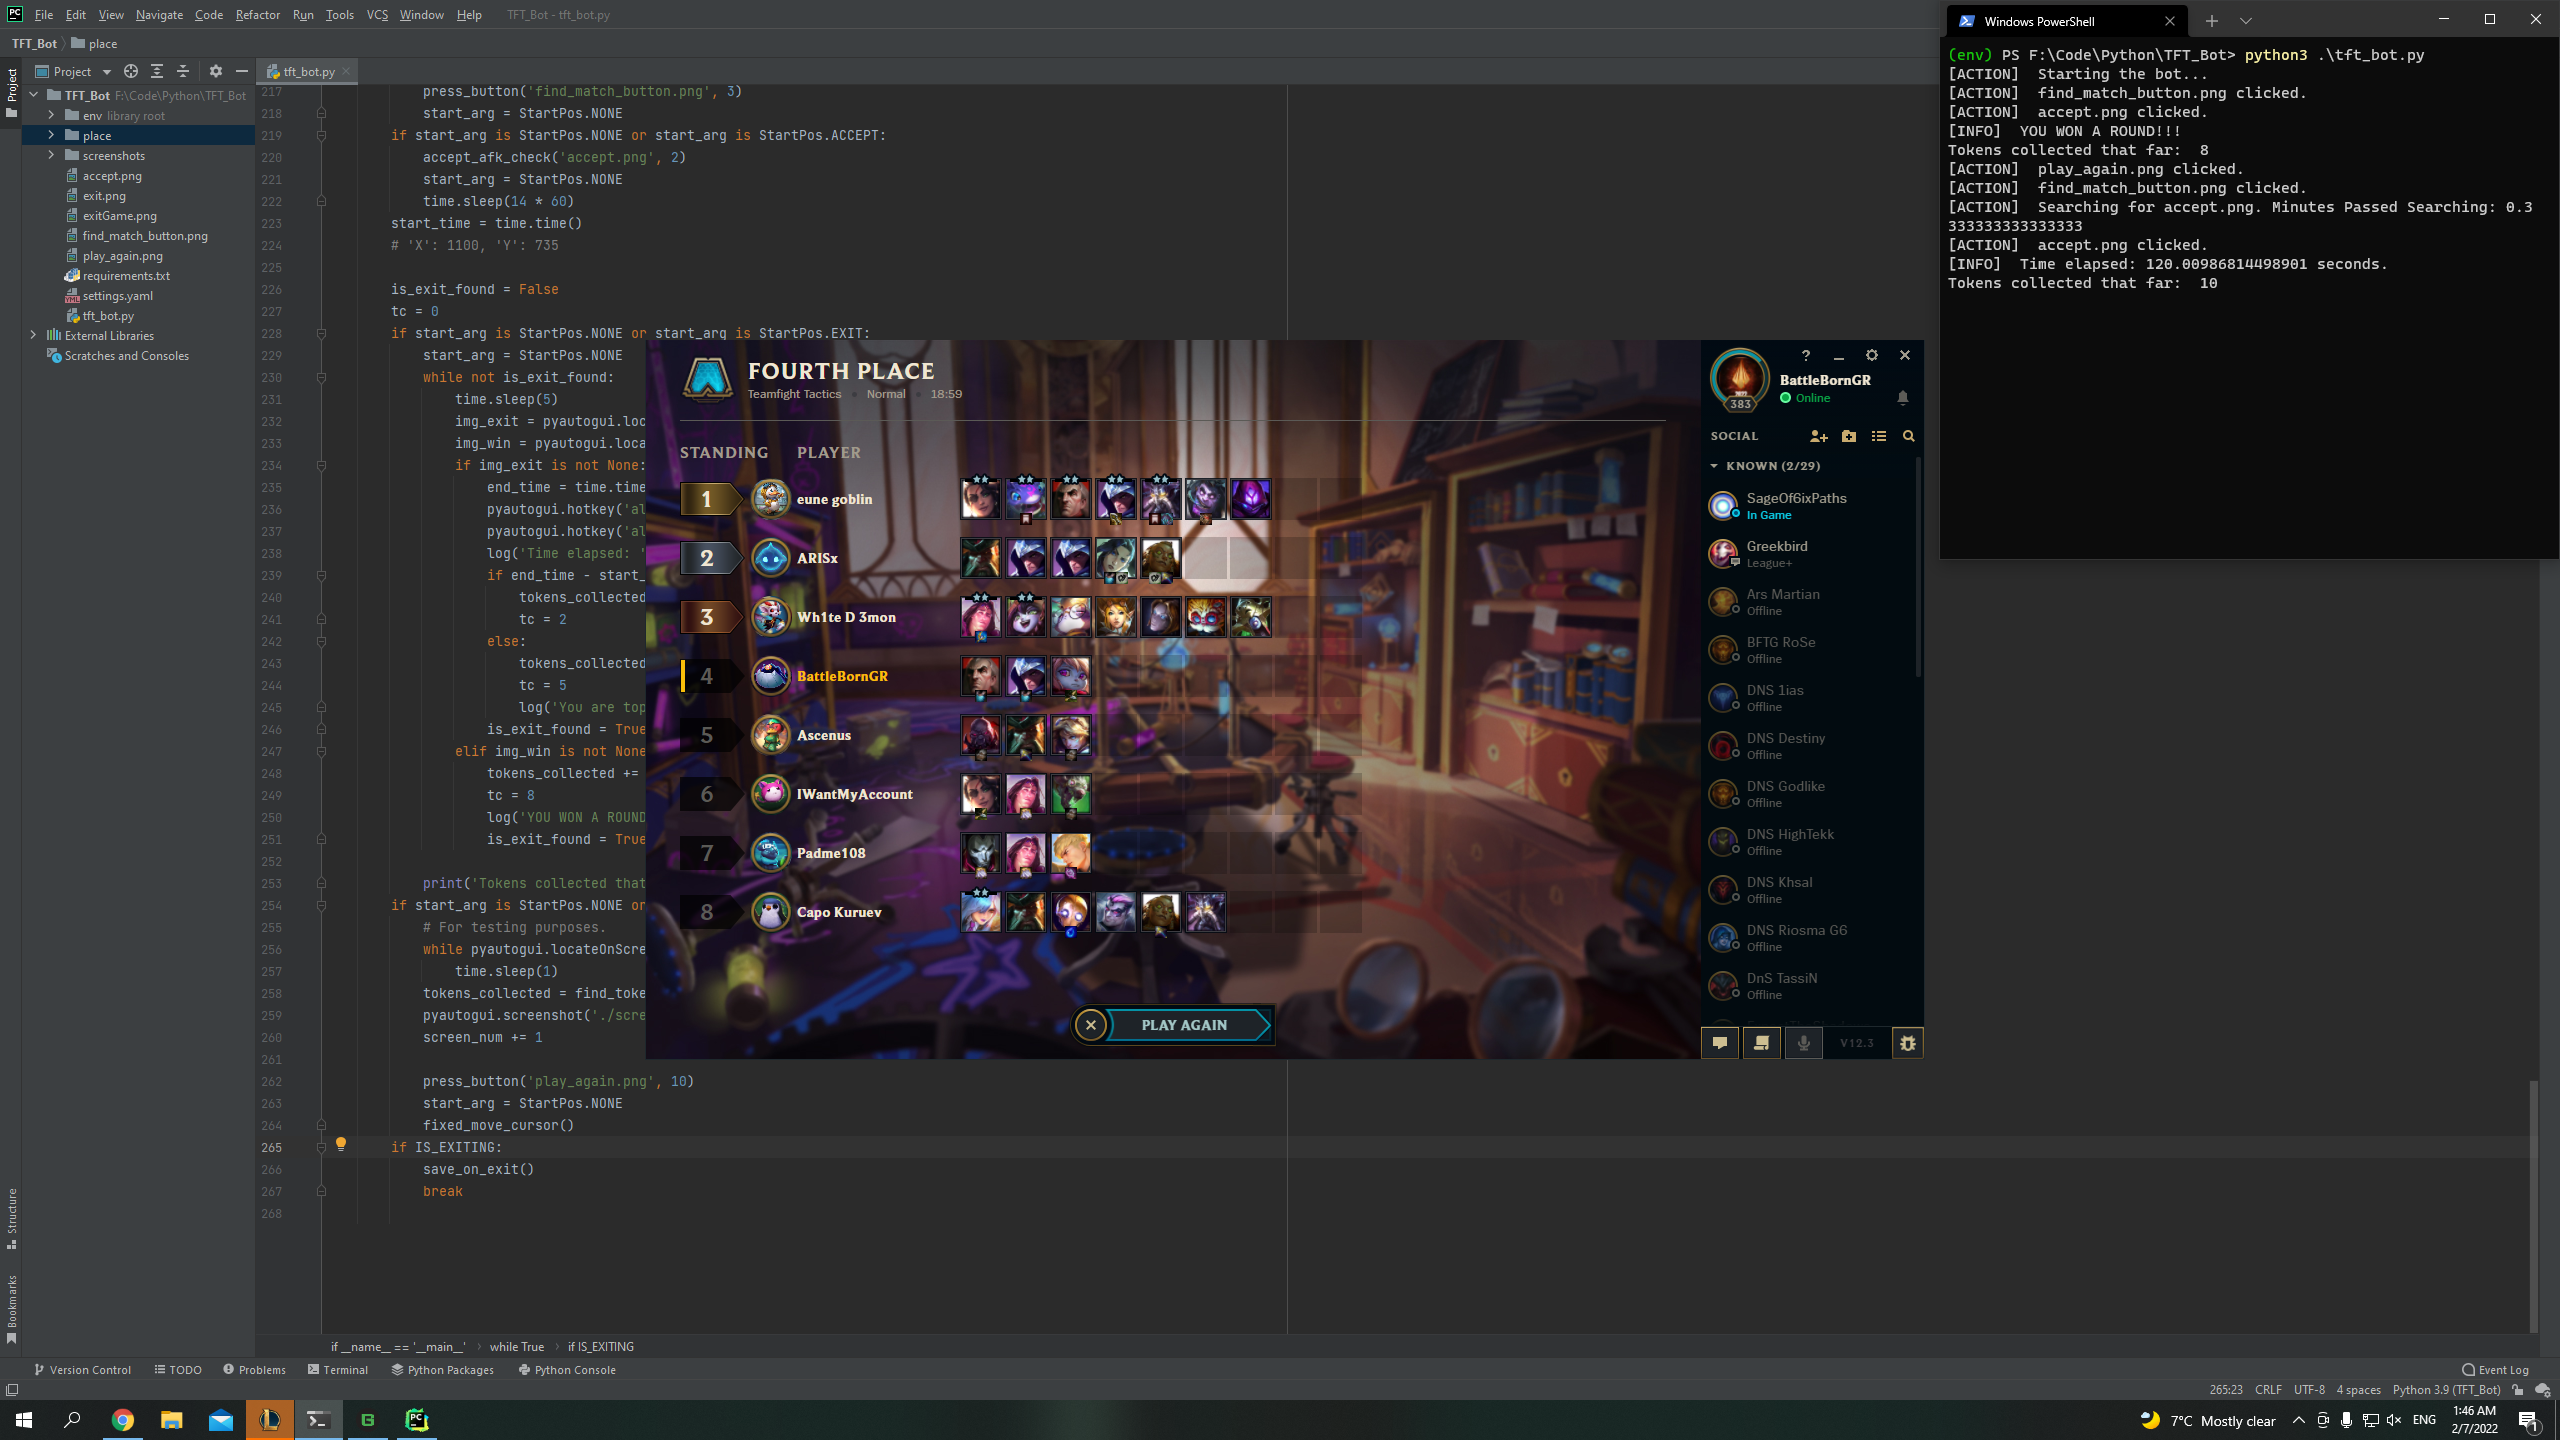 File Edit View Navigate Code Refactor Run Tools VCS Window Help TFT_Bot - tft_bot.py
TFT_Bot place
Project
Project
TFT_Bot F:\Code\Python\TFT_Bot
env library root
place
screenshots
accept.png
exit.png
exitGame.png
find_match_button.png
play_again.png
requirements.txt
settings.yaml
tft_bot.py
External Libraries
Scratches and Consoles
Structure
Bookmarks
tft_bot.py
217 press_button('find_match_button.png', 3)
218 start_arg = StartPos.NONE
219 if start_arg is StartPos.NONE or start_arg is StartPos.ACCEPT:
220 accept_afk_check('accept.png', 2)
221 start_arg = StartPos.NONE
222 time.sleep(14 * 60)
223 start_time = time.time()
224 # 'X': 1100, 'Y': 735
225
226 is_exit_found = False
227 tc = 0
228 if start_arg is StartPos.NONE or start_arg is StartPos.EXIT:
229 start_arg = StartPos.NONE
230 while not is_exit_found:
231 time.sleep(5)
232 img_exit = pyautogui.loc
233 img_win = pyautogui.loca
234 if img_exit is not None:
235 end_time = time.time
236 pyautogui.hotkey('al
237 pyautogui.hotkey('al
238 log('Time elapsed: '
239 if end_time - start_
240 tokens_collected
241 tc = 2
242 else:
243 tokens_collected
244 tc = 5
245 log('You are top
246 is_exit_found = True
247 elif img_win is not None
248 tokens_collected +=
249 tc = 8
250 log('YOU WON A ROUND
251 is_exit_found = True
252
253 print('Tokens collected that
254 if start_arg is StartPos.NONE or
255 # For testing purposes.
256 while pyautogui.locateOnScre
257 time.sleep(1)
258 tokens_collected = find_toke
259 pyautogui.screenshot('./scre
260 screen_num += 1
261
262 press_button('play_again.png', 10)
263 start_arg = StartPos.NONE
264 fixed_move_cursor()
265 if IS_EXITING:
266 save_on_exit()
267 break
268
FOURTH PLACE
Teamfight Tactics Normal 18:59
STANDING PLAYER
1 eune goblin
2 ARISx
3 Wh1te D 3mon
4 BattleBornGR
5 Ascenus
6 IWantMyAccount
7 Padme108
8 Capo Kuruev
PLAY AGAIN
?
383
BattleBornGR
Online
SOCIAL
KNOWN (2/29)
SageOf6ixPaths
In Game
Greekbird
League+
Ars Martian
Offline
BFTG RoSe
Offline
DNS 1ias
Offline
DNS Destiny
Offline
DNS Godlike
Offline
DNS HighTekk
Offline
DNS Khsal
Offline
DNS Riosma G6
Offline
DnS TassiN
Offline
V12.3
Windows PowerShell
(env) PS F:\Code\Python\TFT_Bot> python3 .\tft_bot.py
[ACTION] Starting the bot...
[ACTION] find_match_button.png clicked.
[ACTION] accept.png clicked.
[INFO] YOU WON A ROUND!!!
Tokens collected that far: 8
[ACTION] play_again.png clicked.
[ACTION] find_match_button.png clicked.
[ACTION] Searching for accept.png. Minutes Passed Searching: 0.3
333333333333333
[ACTION] accept.png clicked.
[INFO] Time elapsed: 120.00986814498901 seconds.
Tokens collected that far: 10
if __name__ == '__main__' while True if IS_EXITING
Version Control TODO Problems Terminal Python Packages Python Console Event Log
265:23 CRLF UTF-8 4 spaces Python 3.9 (TFT_Bot)
7°C Mostly clear ENG 1:46 AM
2/7/2022
1